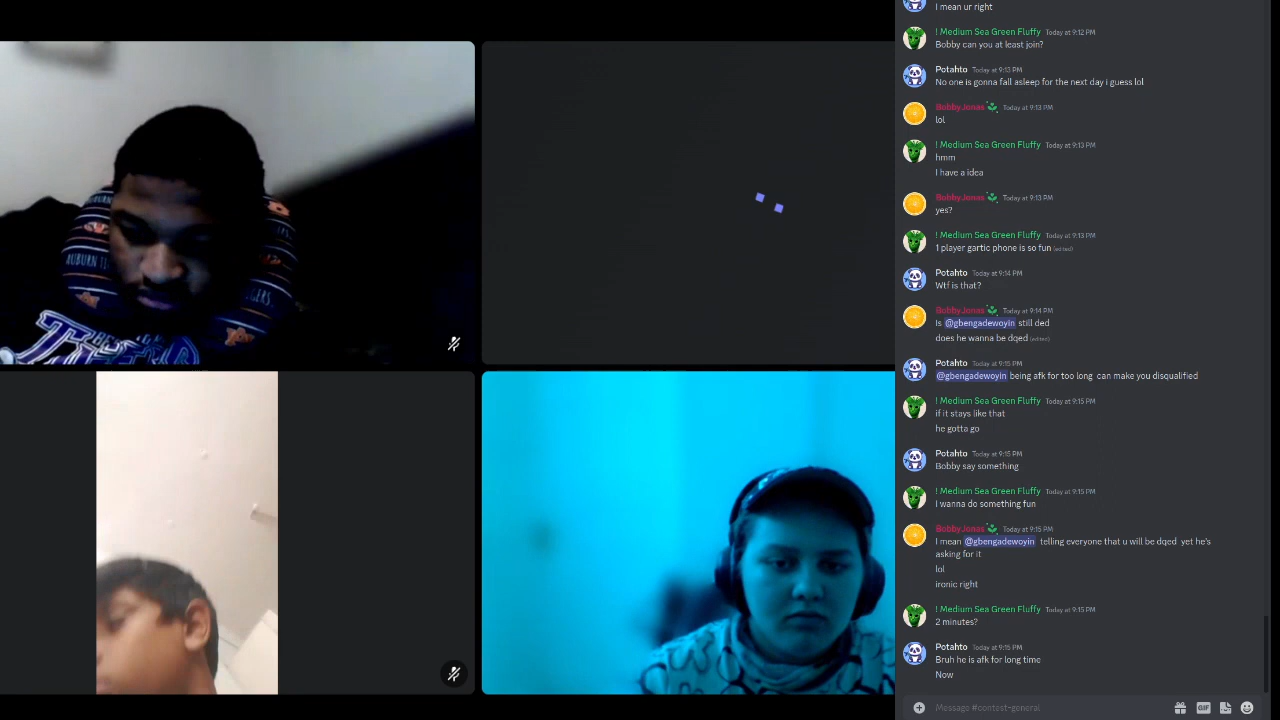 I mean ur right
! Medium Sea Green Fluffy Today at 9:12 PM
Bobby can you at least join?
Potahto Today at 9:13 PM
No one is gonna fall asleep for the next day i guess lol
BobbyJonas Today at 9:13 PM
lol
! Medium Sea Green Fluffy Today at 9:13 PM
hmm
I have a idea
BobbyJonas Today at 9:13 PM
yes?
! Medium Sea Green Fluffy Today at 9:13 PM
1 player gartic phone is so fun (edited)
Potahto Today at 9:14 PM
Wtf is that?
BobbyJonas Today at 9:14 PM
Is @gbengadewoyin still ded
does he wanna be dqed (edited)
Potahto Today at 9:15 PM
@gbengadewoyin being afk for too long can make you disqualified
! Medium Sea Green Fluffy Today at 9:15 PM
if it stays like that
he gotta go
Potahto Today at 9:15 PM
Bobby say something
! Medium Sea Green Fluffy Today at 9:15 PM
I wanna do something fun
BobbyJonas Today at 9:15 PM
I mean @gbengadewoyin telling everyone that u will be dqed yet he's
asking for it
lol
ironic right
! Medium Sea Green Fluffy Today at 9:15 PM
2 minutes?
Potahto Today at 9:15 PM
Bruh he is afk for long time
Now
Message #contest-general
GIF